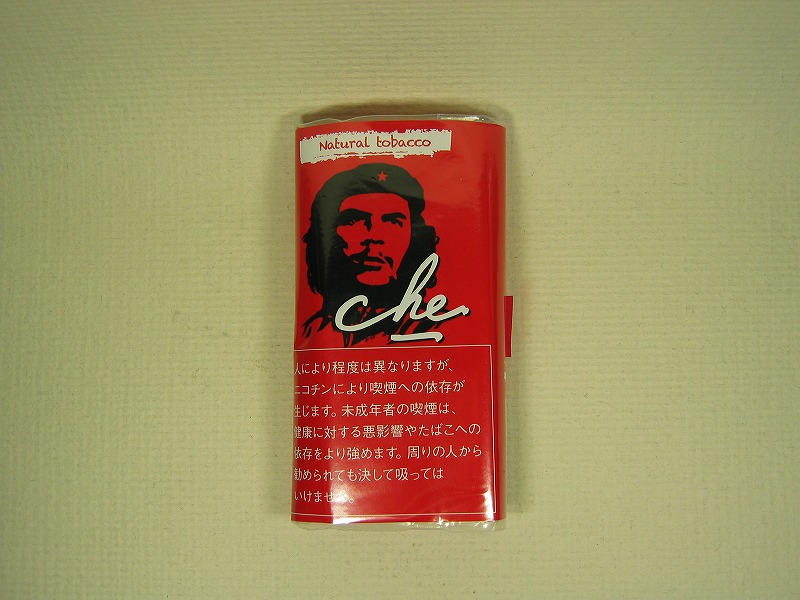 Natural tobacco
che
人により程度は異なりますが、
ニコチンにより喫煙への依存が
生じます。未成年者の喫煙は、
健康に対する悪影響やたばこへの
依存をより強めます。周りの人から
勧められても決して吸っては
いけません。